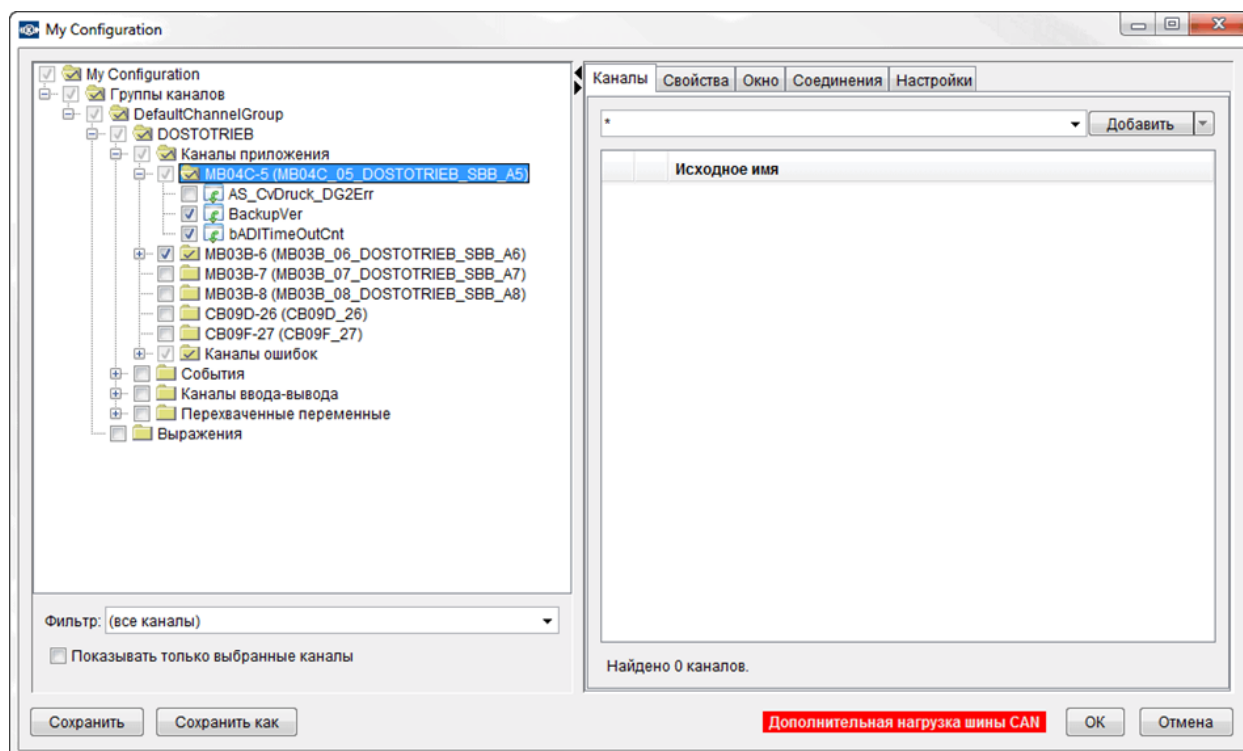 My Configuration
My Configuration
Группы каналов
DefaultChannelGroup
DOSTOTRIEB
Каналы приложения
MB04C-5 (MB04C_05_DOSTOTRIEB_SBB_A5)
AS_CvDruck_DG2Err
BackupVer
bADITimeOutCnt
MB03B-6 (MB03B_06_DOSTOTRIEB_SBB_A6)
MB03B-7 (MB03B_07_DOSTOTRIEB_SBB_A7)
MB03B-8 (MB03B_08_DOSTOTRIEB_SBB_A8)
CB09D-26 (CB09D_26)
CB09F-27 (CB09F_27)
Каналы ошибок
События
Каналы ввода-вывода
Перехваченные переменные
Выражения
Фильтр: (все каналы)
Показывать только выбранные каналы
Каналы Свойства Окно Соединения Настройки
* Добавить
Исходное имя
Найдено 0 каналов.
Сохранить Сохранить как Дополнительная нагрузка шины CAN OK Отмена